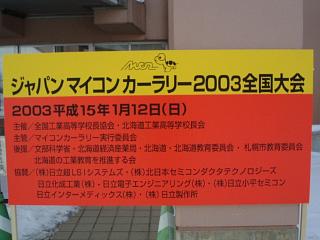 MCR
ジャパン マイコン カーラリー2003全国大会
2003平成15年1月12日(日)
主催／全国工業高等学校長協会・北海道工業高等学校長会
主管／マイコンカーラリー実行委員会
後援／文部科学省・北海道経済産業局・北海道・北海道教育委員会・札幌市教育委員会
北海道の工業教育を推進する会
協賛／(株)日立超LSIシステムズ・(株)北日本セミコンダクタテクノロジーズ
日立化成工業(株)・日立電子エンジニアリング(株)・(株)日立小平セミコン
日立インターメディックス(株)・(株)日立製作所